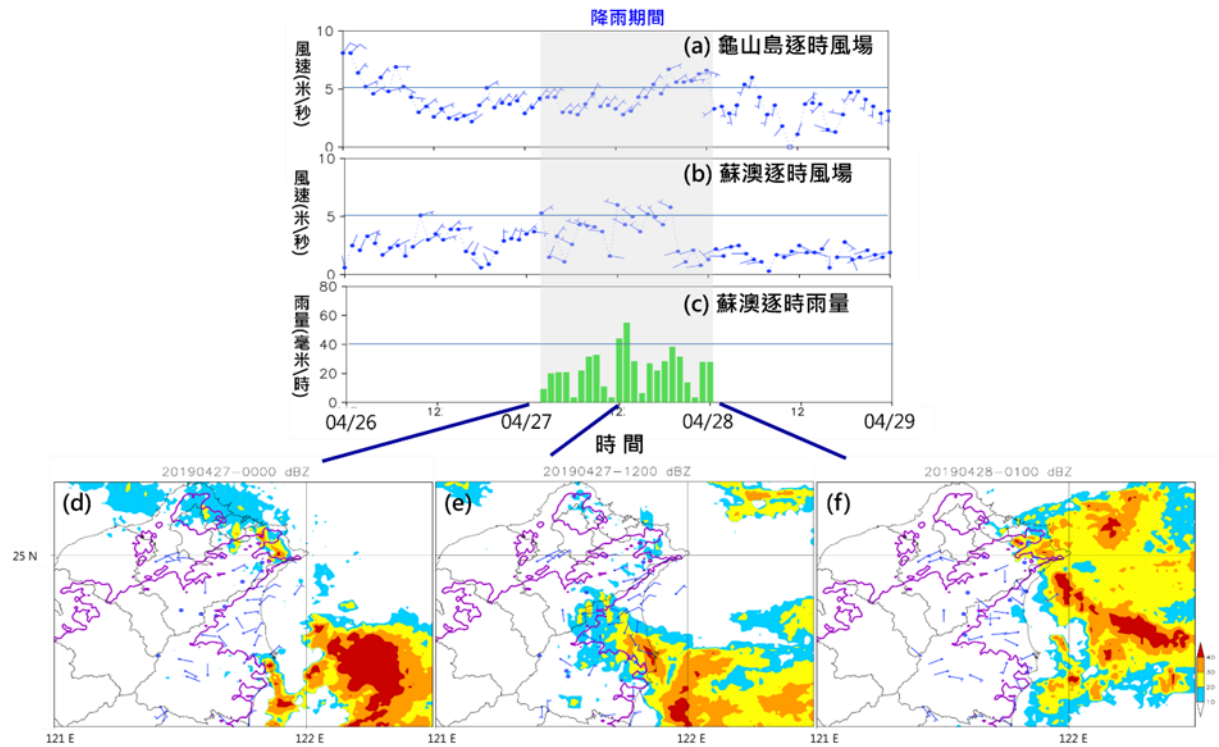 降雨期間
(a) 龜山島逐時風場
風速(米\秒)
10
5
0
(b) 蘇澳逐時風場
風速(米\秒)
10
5
0
(c) 蘇澳逐時雨量
雨量(毫米\時)
80
60
40
20
0
12
12
12
04/26
04/27
04/28
04/29
時 間
20190427-0000 dBZ
20190427-1200 dBZ
20190428-0100 dBZ
(d)
(e)
(f)
25 N
40
30
20
10
121 E
122 E
121 E
122 E
121 E
122 E